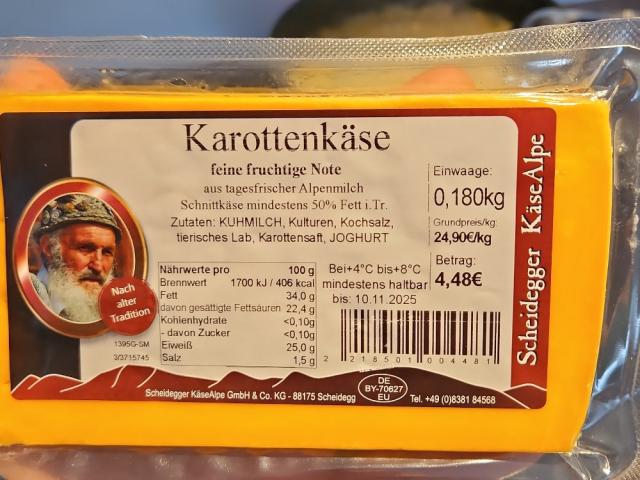 Karottenkäse
feine fruchtige Note
aus tagesfrischer Alpenmilch
Schnittkäse mindestens 50% Fett i.Tr.
Zutaten: KUHMILCH, Kulturen, Kochsalz,
tierisches Lab, Karottensaft, JOGHURT
Einwaage:
0,180kg
Grundpreis/kg:
24,90€/kg
Betrag:
4,48€
Scheidegger KäseAlpe
Nach
alter
Tradition
1395G-SM
3/3715745
Nährwerte pro 100 g
Brennwert 1700 kJ / 406 kcal
Fett 34,0 g
davon gesättigte Fettsäuren 22,4 g
Kohlenhydrate <0,10g
- davon Zucker <0,10g
Eiweiß 25,0 g
Salz 1,5 g
Bei+4°C bis+8°C
mindestens haltbar
bis: 10.11.2025
2 218501 004481
DE
BY-70627
EU
Scheidegger KäseAlpe GmbH & Co. KG - 88175 Scheidegg
Tel. +49 (0)8381 84568